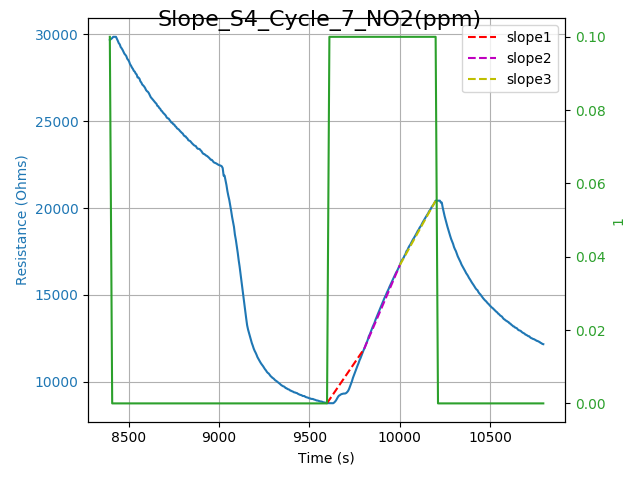 Slope_S4_Cycle_7_NO2(ppm)
slope1
slope2
slope3
Resistance (Ohms)
30000
25000
20000
15000
10000
0.10
0.08
0.06
0.04
0.02
0.00
1
8500 9000 9500 10000 10500
Time (s)